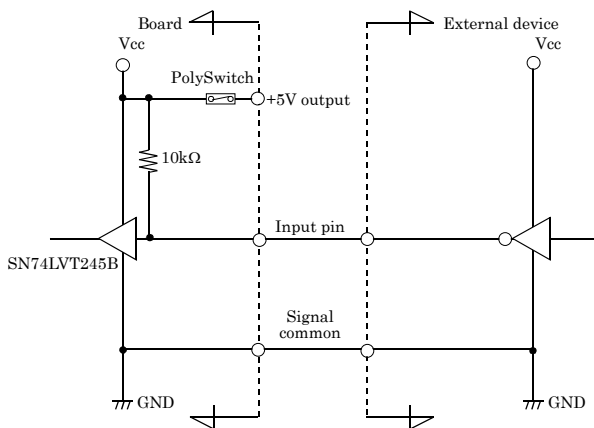 Board
External device
Vcc
Vcc
PolySwitch
+5V output
10kΩ
Input pin
SN74LVT245B
Signal
common
GND
GND